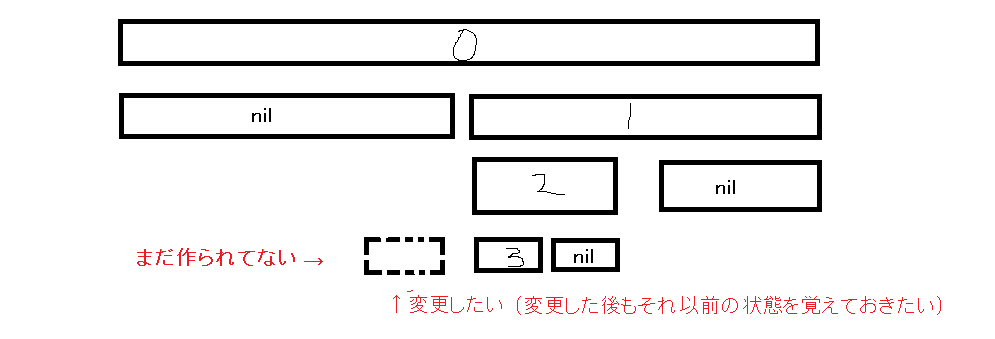 0
nil 1
2 nil
まだ作られてない → 3 nil
↑変更したい（変更した後もそれ以前の状態を覚えておきたい）